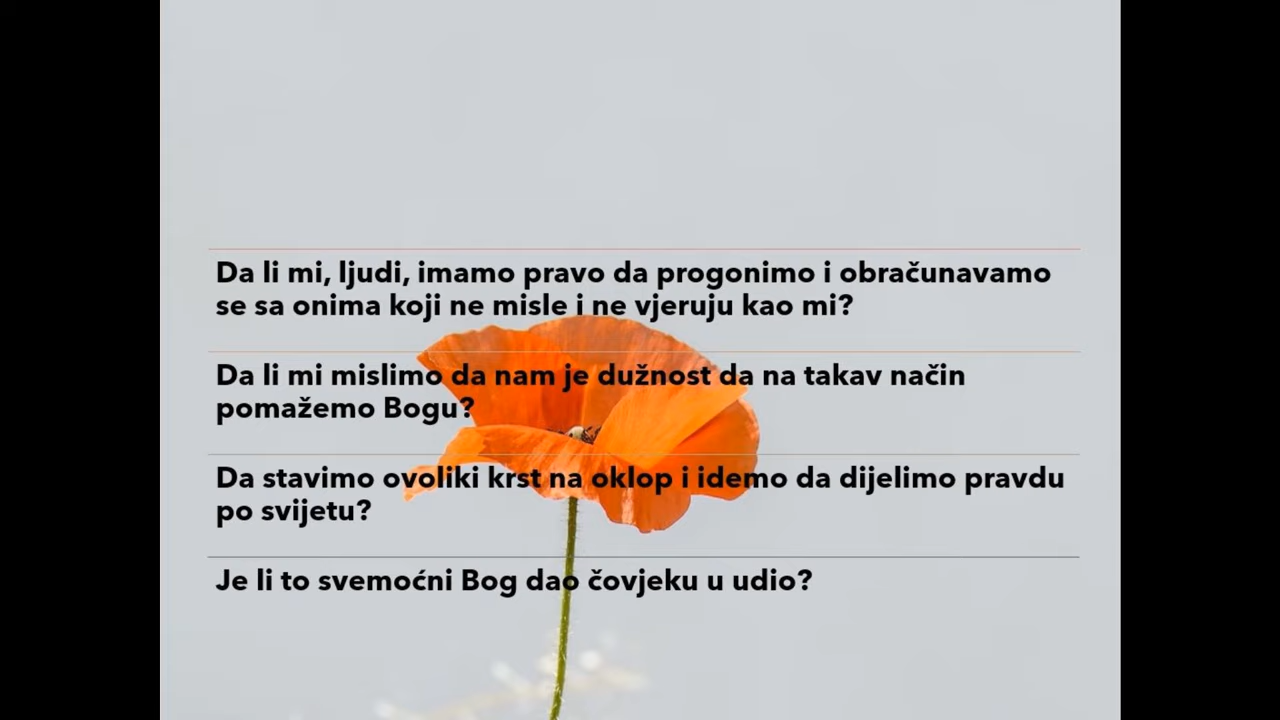 Da li mi, ljudi, imamo pravo da progonimo i obračunavamo
se sa onima koji ne misle i ne vjeruju kao mi?
Da li mi mislimo da nam je dužnost da na takav način
pomažemo Bogu?
Da stavimo ovoliki krst na oklop i idemo da dijelimo pravdu
po svijetu?
Je li to svemoćni Bog dao čovjeku u udio?